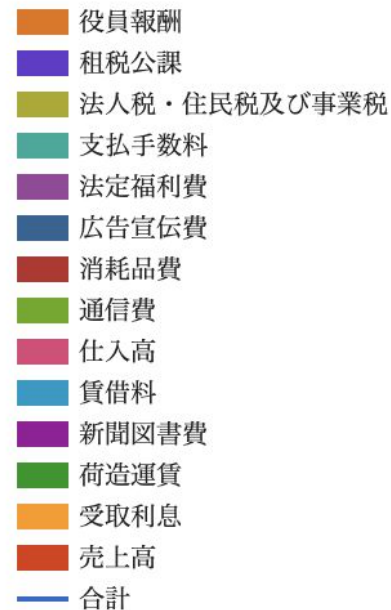 役員報酬
租税公課
法人税・住民税及び事業税
支払手数料
法定福利費
広告宣伝費
消耗品費
通信費
仕入高
賃借料
新聞図書費
荷造運賃
受取利息
売上高
合計